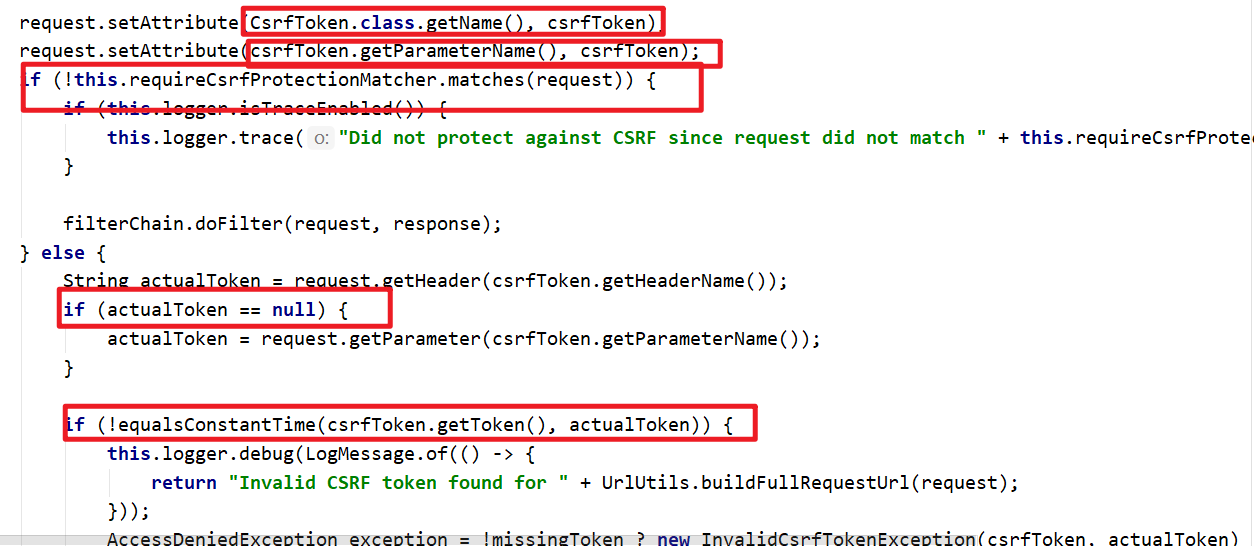 request.setAttribute(CsrfToken.class.getName(), csrfToken)
request.setAttribute(csrfToken.getParameterName(), csrfToken);
if (!this.requireCsrfProtectionMatcher.matches(request)) {
if (this.logger.isTraceEnabled()) {
this.logger.trace( o: "Did not protect against CSRF since request did not match " + this.requireCsrfProte
}
filterChain.doFilter(request, response);
} else {
String actualToken = request.getHeader(csrfToken.getHeaderName());
if (actualToken == null) {
actualToken = request.getParameter(csrfToken.getParameterName());
}
if (!equalsConstantTime(csrfToken.getToken(), actualToken)) {
this.logger.debug(LogMessage.of(() -> {
return "Invalid CSRF token found for " + UrlUtils.buildFullRequestUrl(request);
}));
AccessDeniedException exception = !missingToken ? new InvalidCsrfTokenException(csrfToken, actualToken)